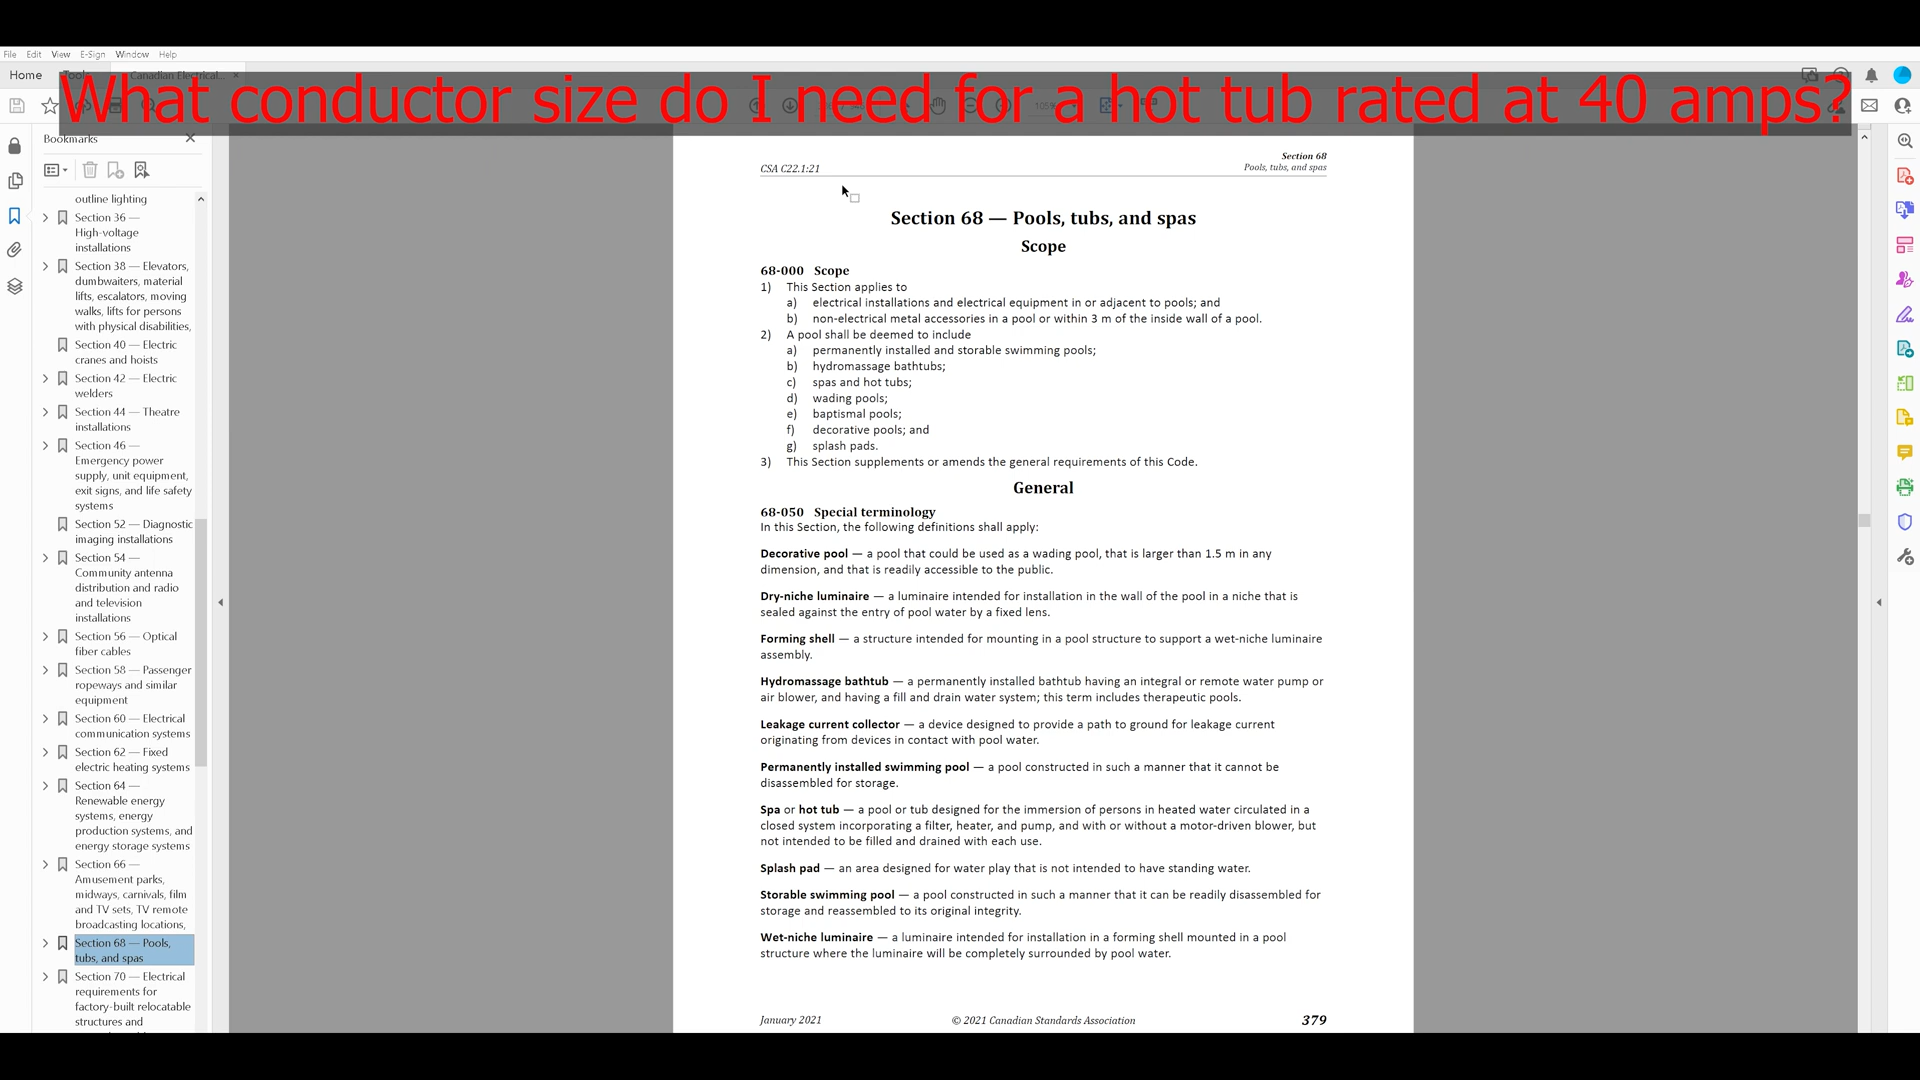 File Edit View E-Sign Window Help
Home Tools Canadian Electrical... ×
What conductor size do I need for a hot tub rated at 40 amps?
Bookmarks
outline lighting
Section 36 —
High-voltage
installations
Section 38 — Elevators,
dumbwaiters, material
lifts, escalators, moving
walks, lifts for persons
with physical disabilities,
Section 40 — Electric
cranes and hoists
Section 42 — Electric
welders
Section 44 — Theatre
installations
Section 46 —
Emergency power
supply, unit equipment,
exit signs, and life safety
systems
Section 52 — Diagnostic
imaging installations
Section 54 —
Community antenna
distribution and radio
and television
installations
Section 56 — Optical
fiber cables
Section 58 — Passenger
ropeways and similar
equipment
Section 60 — Electrical
communication systems
Section 62 — Fixed
electric heating systems
Section 64 —
Renewable energy
systems, energy
production systems, and
energy storage systems
Section 66 —
Amusement parks,
midways, carnivals, film
and TV sets, TV remote
broadcasting locations,
Section 68 — Pools,
tubs, and spas
Section 70 — Electrical
requirements for
factory-built relocatable
structures and
CSA C22.1:21
Section 68
Pools, tubs, and spas
Section 68 — Pools, tubs, and spas
Scope
68-000 Scope
1) This Section applies to
a) electrical installations and electrical equipment in or adjacent to pools; and
b) non-electrical metal accessories in a pool or within 3 m of the inside wall of a pool.
2) A pool shall be deemed to include
a) permanently installed and storable swimming pools;
b) hydromassage bathtubs;
c) spas and hot tubs;
d) wading pools;
e) baptismal pools;
f) decorative pools; and
g) splash pads.
3) This Section supplements or amends the general requirements of this Code.
General
68-050 Special terminology
In this Section, the following definitions shall apply:
Decorative pool — a pool that could be used as a wading pool, that is larger than 1.5 m in any
dimension, and that is readily accessible to the public.
Dry-niche luminaire — a luminaire intended for installation in the wall of the pool in a niche that is
sealed against the entry of pool water by a fixed lens.
Forming shell — a structure intended for mounting in a pool structure to support a wet-niche luminaire
assembly.
Hydromassage bathtub — a permanently installed bathtub having an integral or remote water pump or
air blower, and having a fill and drain water system; this term includes therapeutic pools.
Leakage current collector — a device designed to provide a path to ground for leakage current
originating from devices in contact with pool water.
Permanently installed swimming pool — a pool constructed in such a manner that it cannot be
disassembled for storage.
Spa or hot tub — a pool or tub designed for the immersion of persons in heated water circulated in a
closed system incorporating a filter, heater, and pump, and with or without a motor-driven blower, but
not intended to be filled and drained with each use.
Splash pad — an area designed for water play that is not intended to have standing water.
Storable swimming pool — a pool constructed in such a manner that it can be readily disassembled for
storage and reassembled to its original integrity.
Wet-niche luminaire — a luminaire intended for installation in a forming shell mounted in a pool
structure where the luminaire will be completely surrounded by pool water.
January 2021 © 2021 Canadian Standards Association 379